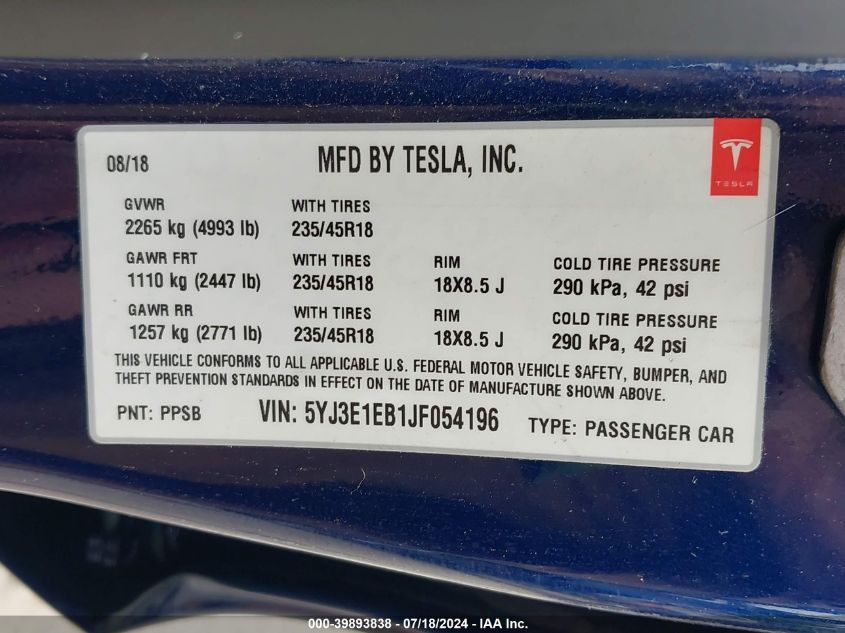 08/18 MFD BY TESLA, INC.
TESLA
GVWR WITH TIRES
2265 kg (4993 lb) 235/45R18
GAWR FRT WITH TIRES RIM COLD TIRE PRESSURE
1110 kg (2447 lb) 235/45R18 18X8.5 J 290 kPa, 42 psi
GAWR RR WITH TIRES RIM COLD TIRE PRESSURE
1257 kg (2771 lb) 235/45R18 18X8.5 J 290 kPa, 42 psi
THIS VEHICLE CONFORMS TO ALL APPLICABLE U.S. FEDERAL MOTOR VEHICLE SAFETY, BUMPER, AND
THEFT PREVENTION STANDARDS IN EFFECT ON THE DATE OF MANUFACTURE SHOWN ABOVE.
PNT: PPSB VIN: 5YJ3E1EB1JF054196 TYPE: PASSENGER CAR
000-39893838 - 07/18/2024 - IAA Inc.